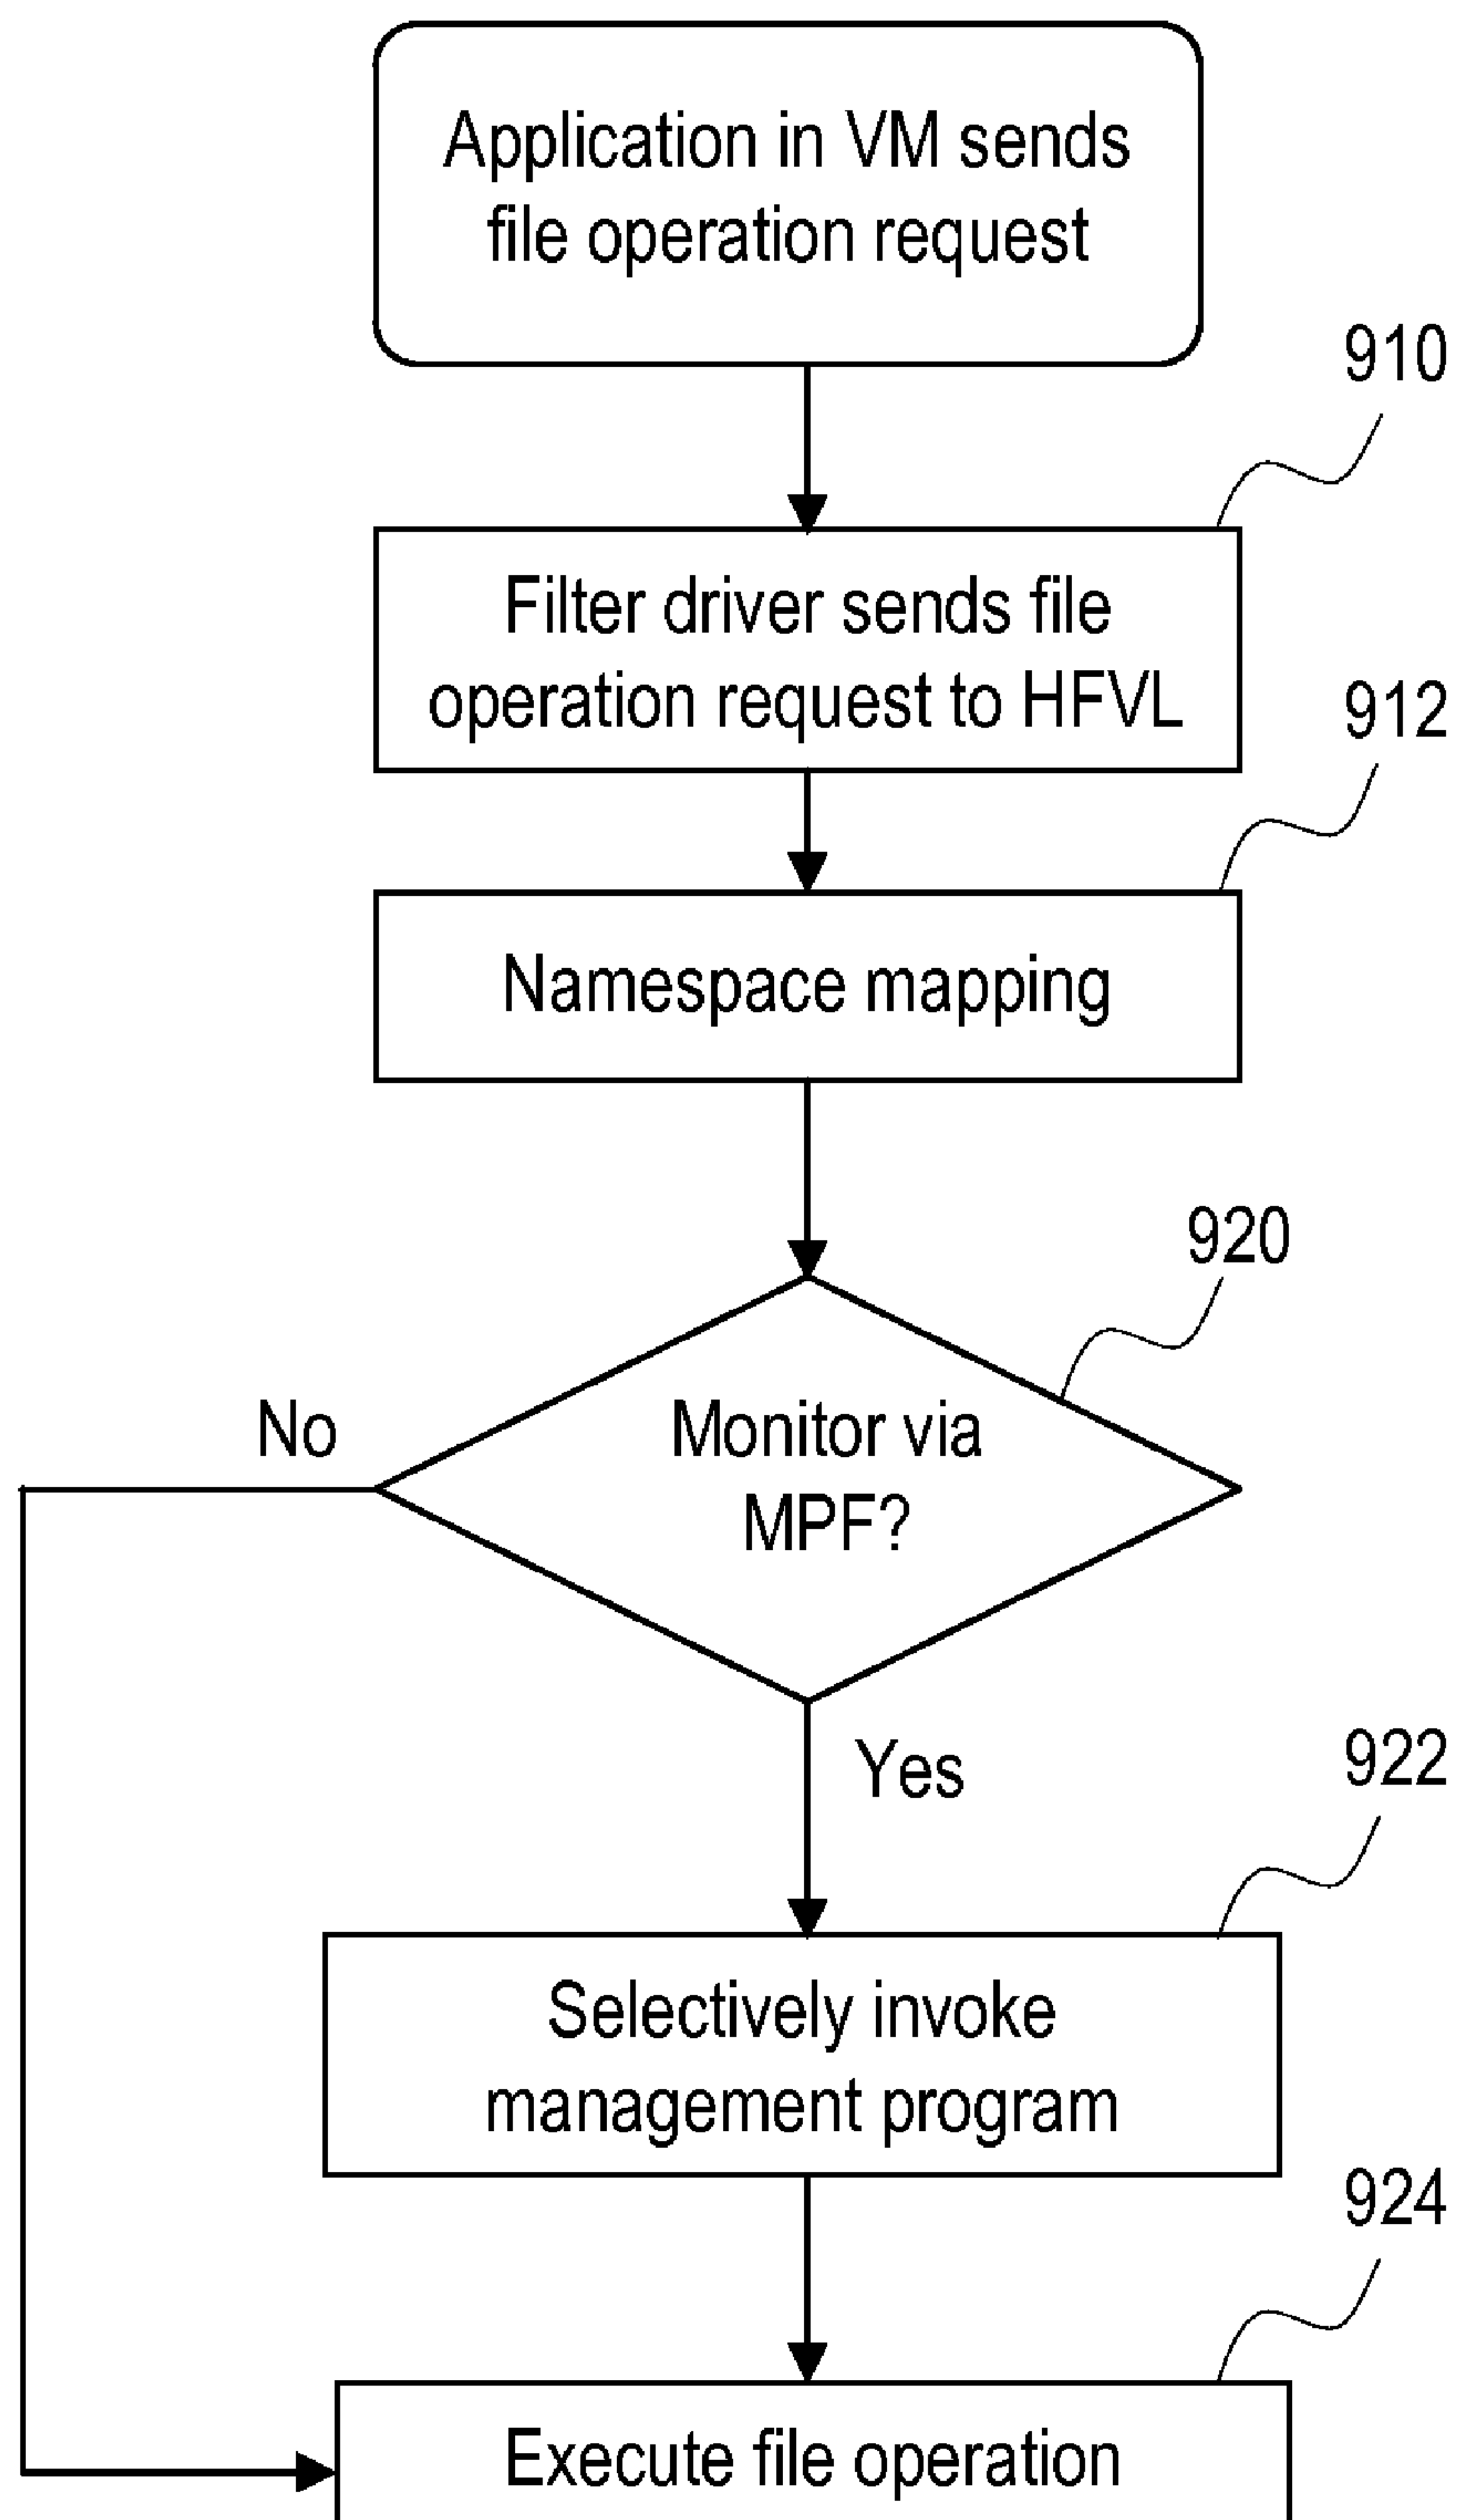 Application in VM sends
file operation request
910
Filter driver sends file
operation request to HFVL
912
Namespace mapping
920
No
Monitor via
MPF?
Yes
922
Selectively invoke
management program
924
Execute file operation